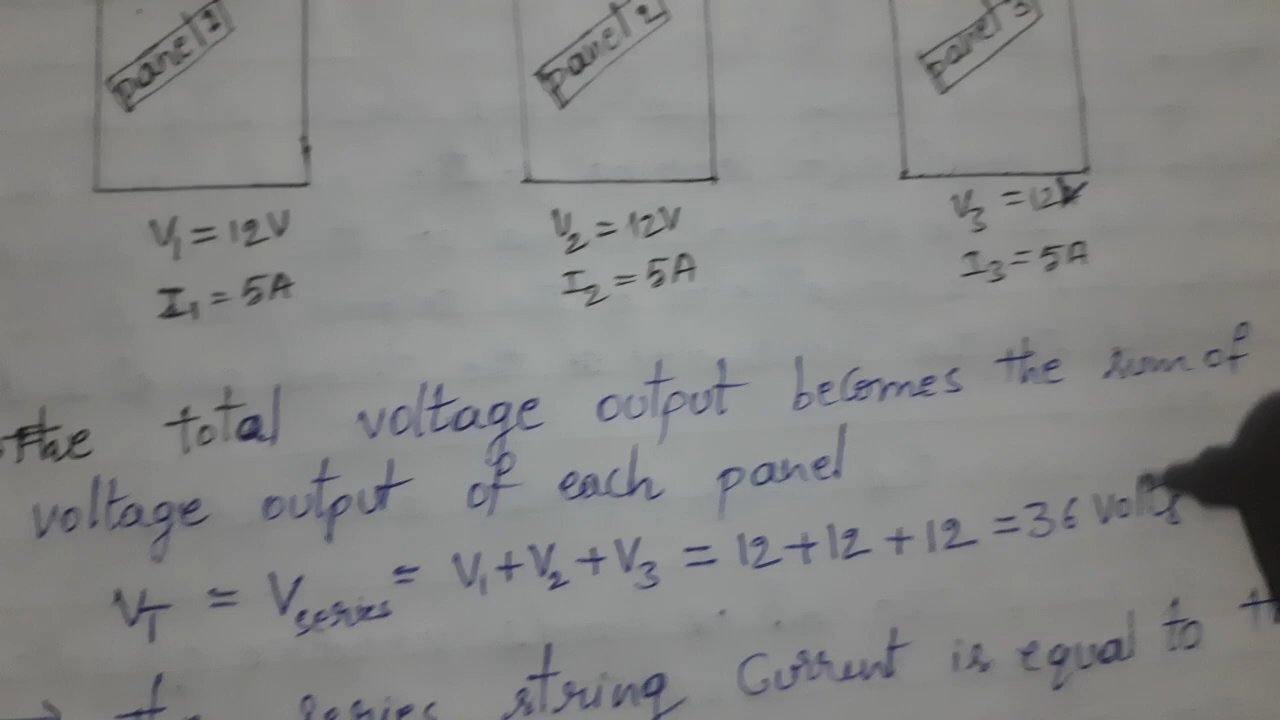 panel 1 panel 2 panel 3
V1 = 12V V2 = 12V V3 = 12V
I1 = 5A I2 = 5A I3 = 5A
the total voltage output becomes the sum of
voltage output of each panel
VT = Vseries = V1 + V2 + V3 = 12 + 12 + 12 = 36 volts
series string Current is equal to